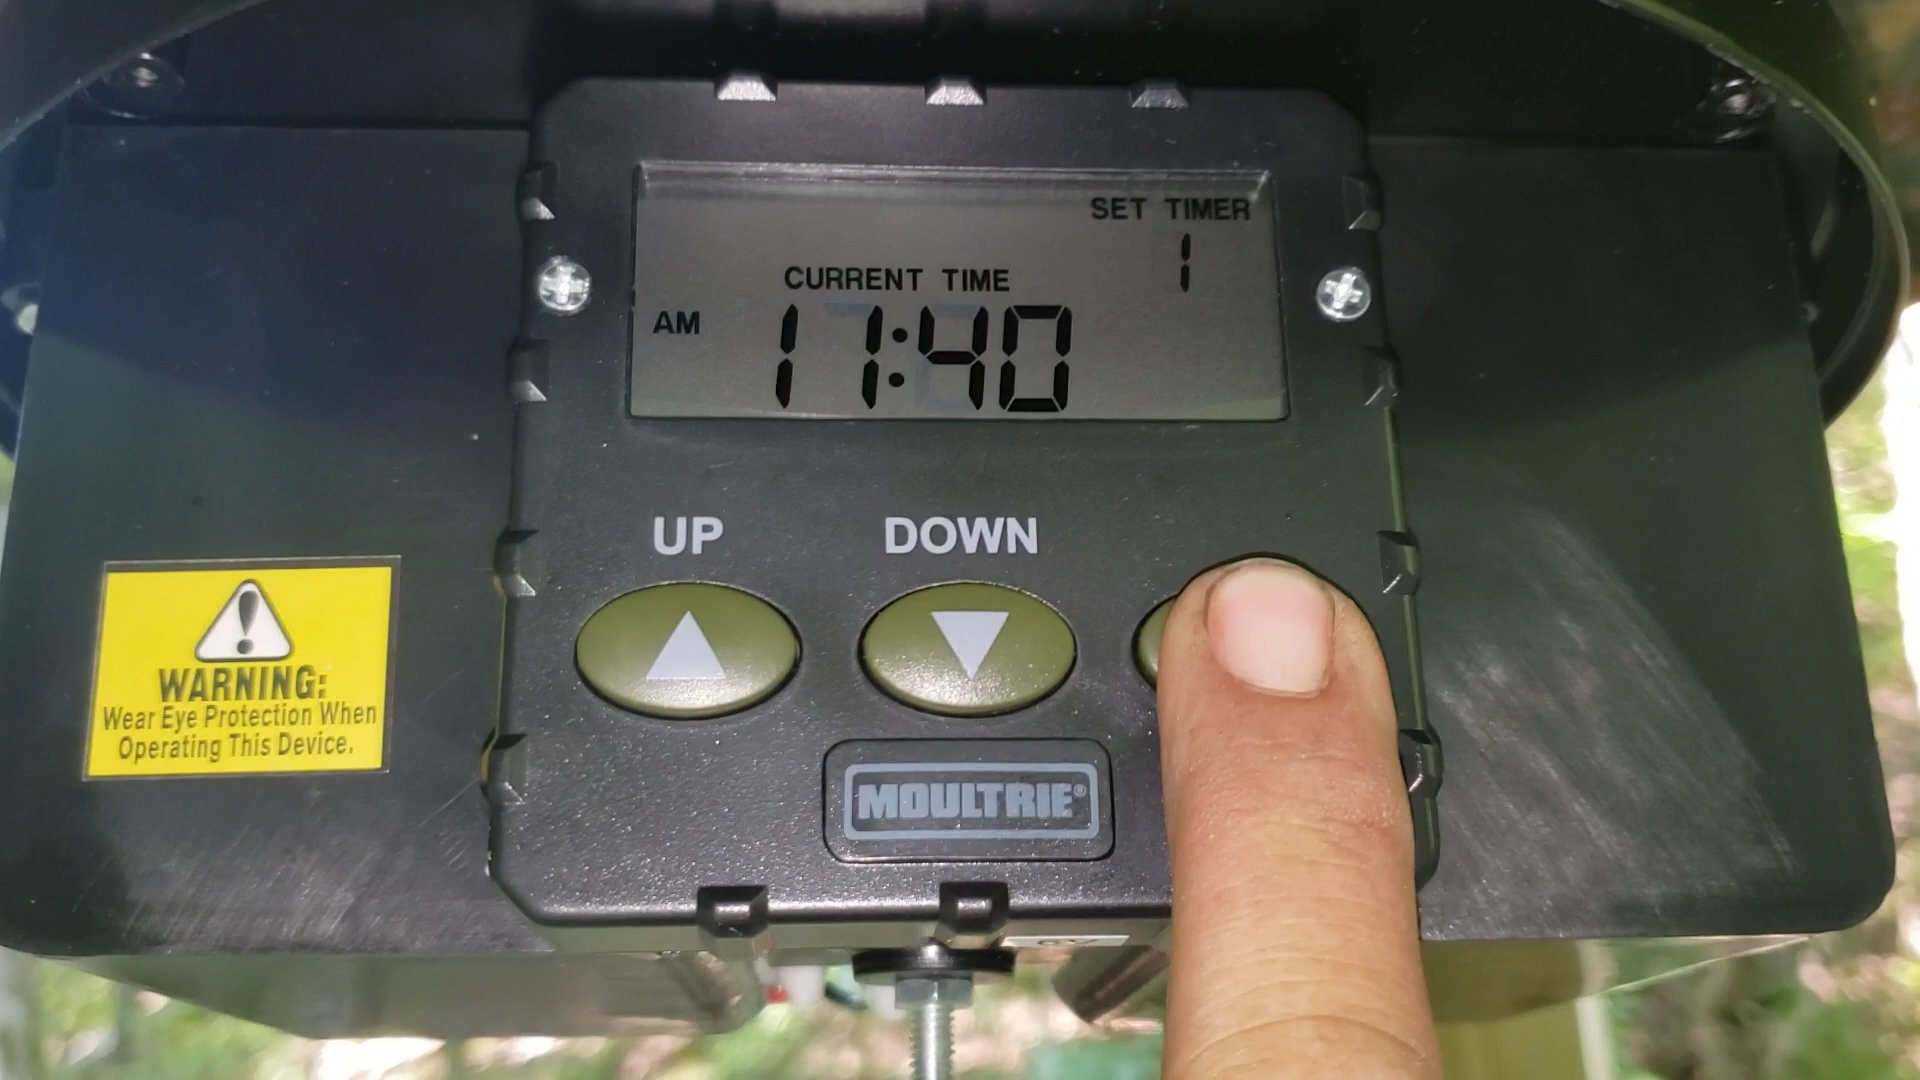 SET TIMER
1
CURRENT TIME
AM 11:40
UP DOWN
WARNING:
Wear Eye Protection When
Operating This Device.
MOULTRIE®